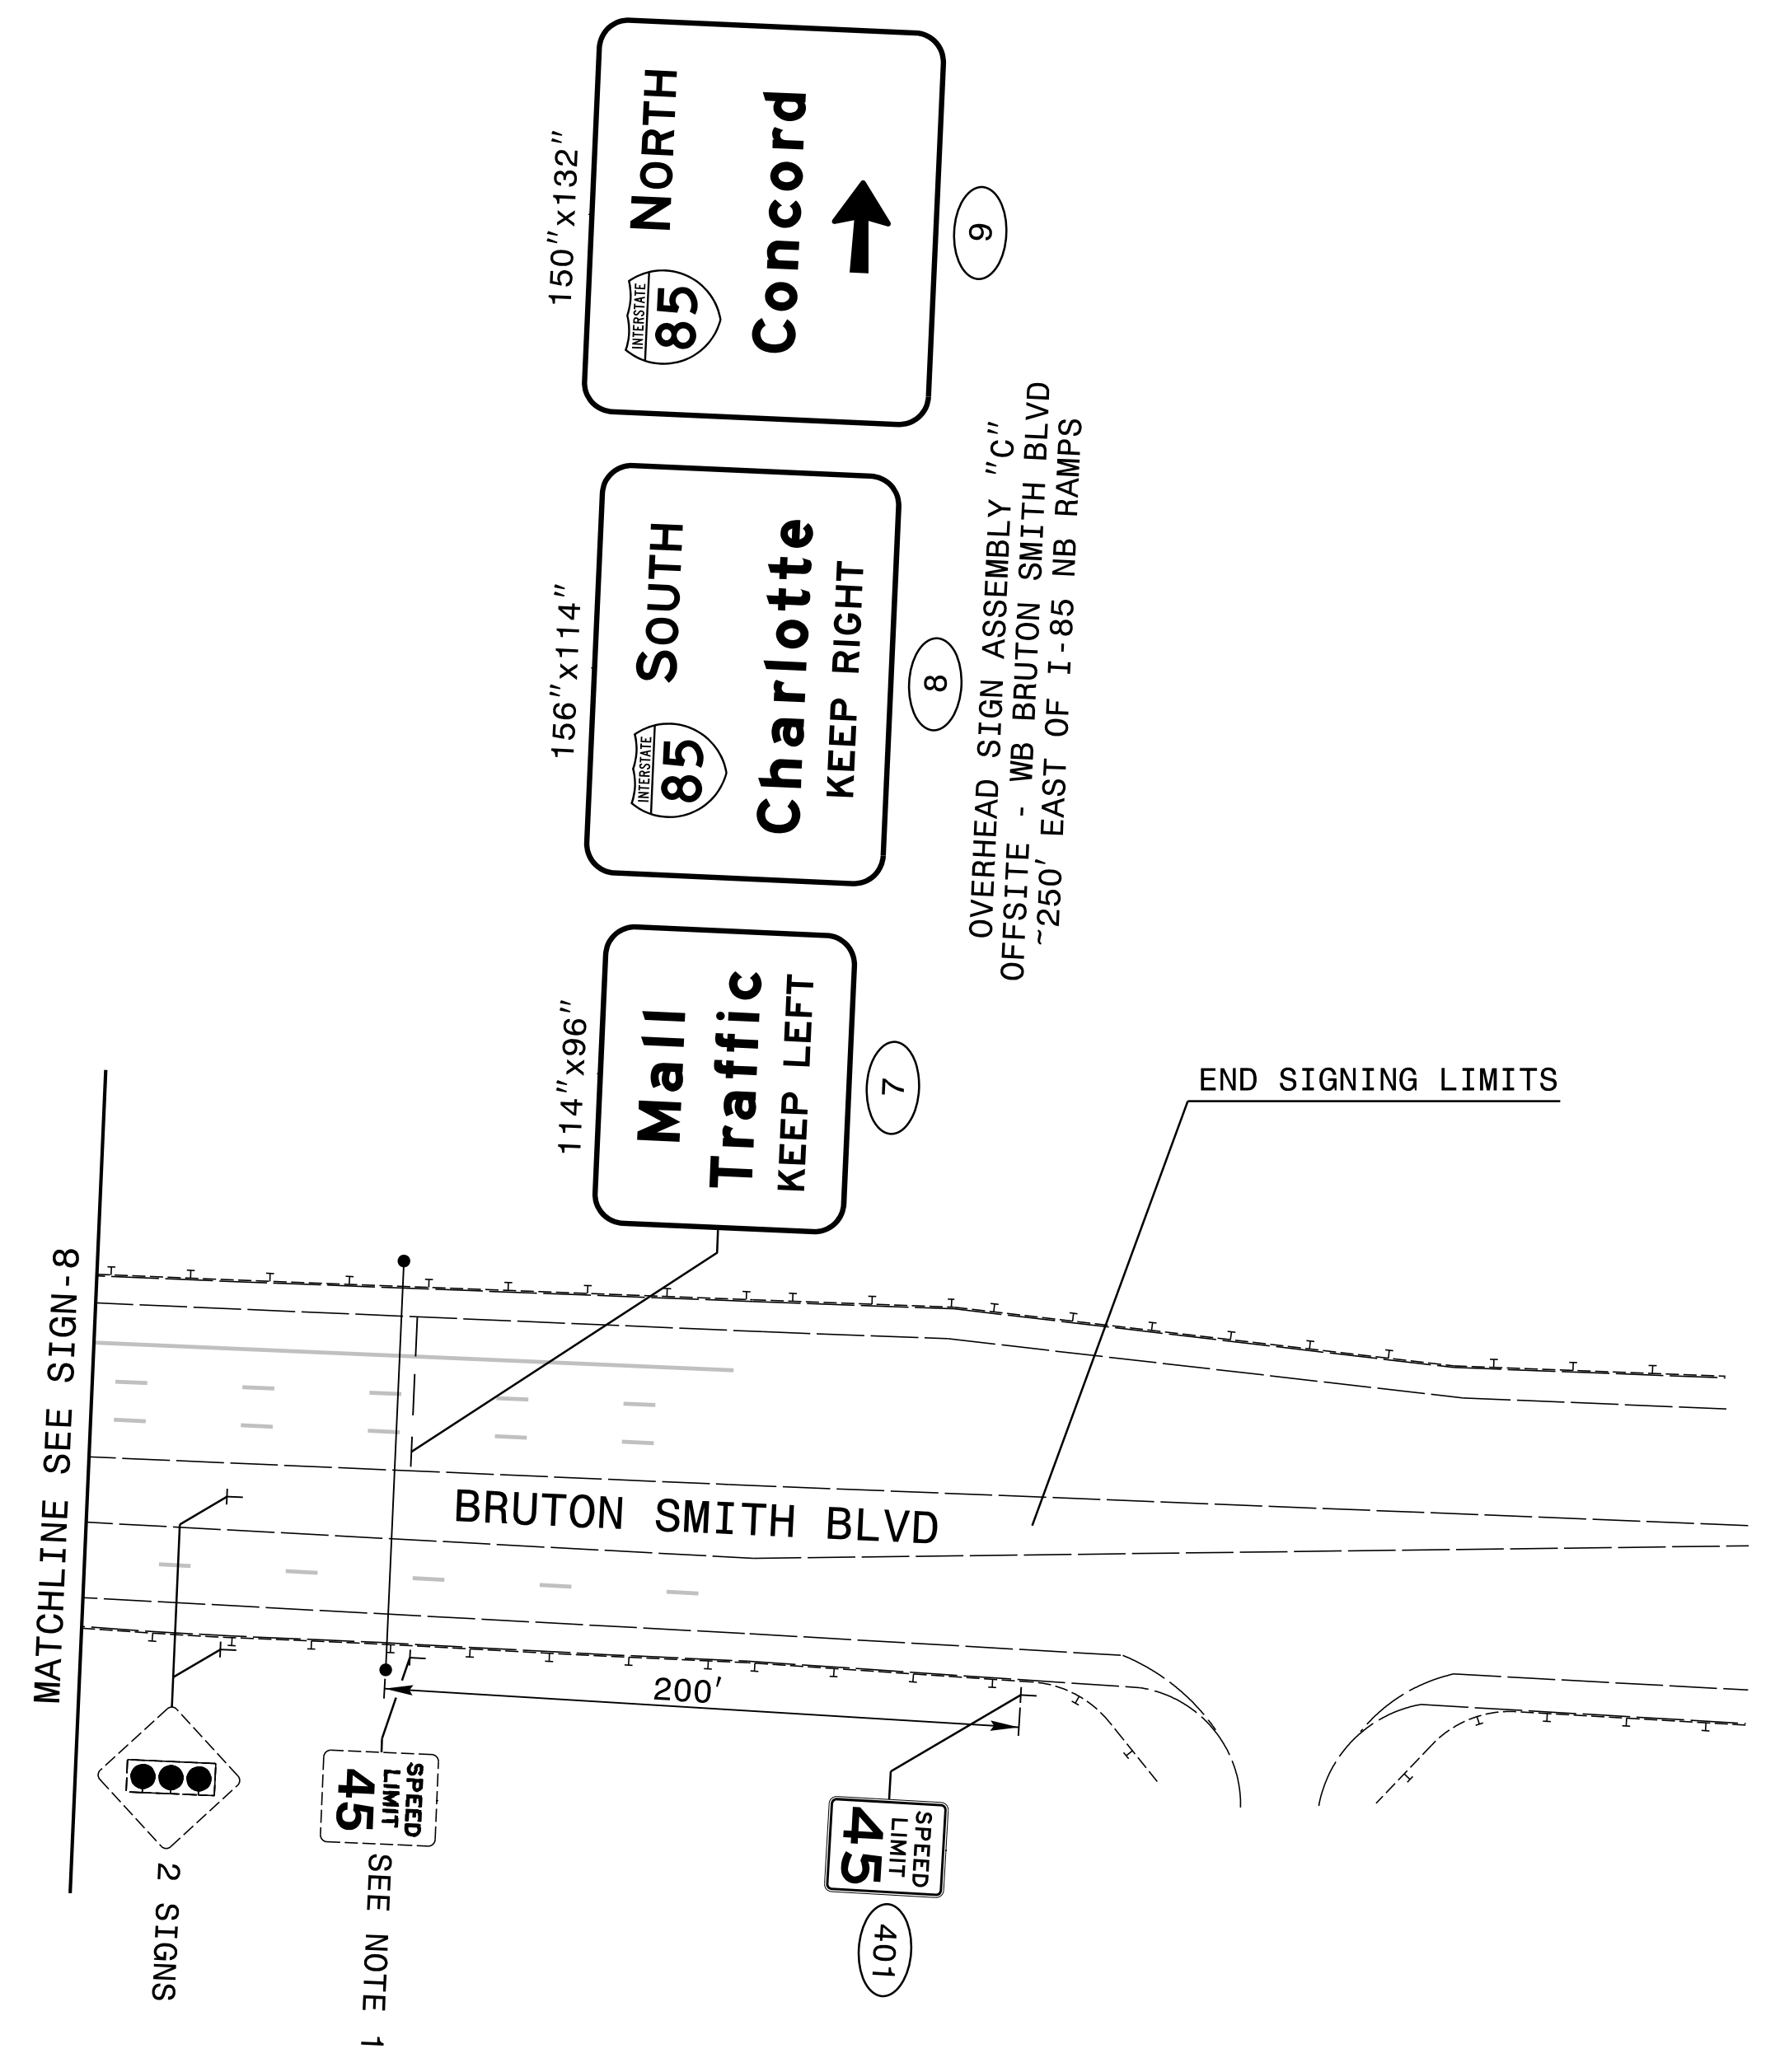 150"x132"
INTERSTATE
85
NORTH
Concord
9
156"x114"
INTERSTATE
85
SOUTH
Charlotte
KEEP RIGHT
8
OVERHEAD SIGN ASSEMBLY "C"
OFFSITE - WB BRUTON SMITH BLVD
~250' EAST OF I-85 NB RAMPS
114"x96"
Mall
Traffic
KEEP LEFT
7
END SIGNING LIMITS
MATCHLINE SEE SIGN-8
BRUTON SMITH BLVD
200'
2 SIGNS
SPEED
LIMIT
45
SEE NOTE 1
SPEED
LIMIT
45
401